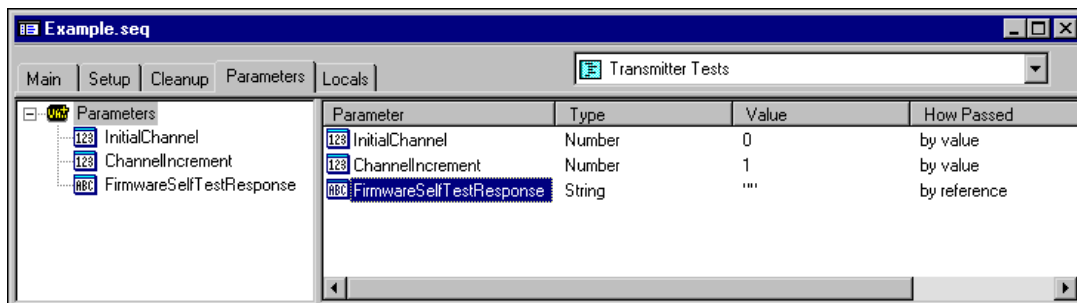 Example.seq
Main Setup Cleanup Parameters Locals Transmitter Tests
Parameters
InitialChannel
ChannelIncrement
FirmwareSelfTestResponse
Parameter Type Value How Passed
InitialChannel Number 0 by value
ChannelIncrement Number 1 by value
FirmwareSelfTestResponse String "" by reference